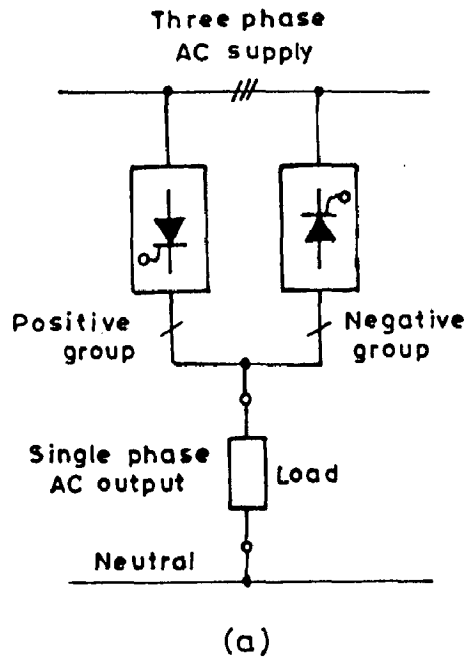 Three phase
AC supply
Positive
group
Negative
group
Single phase
AC output
Load
Neutral
(a)